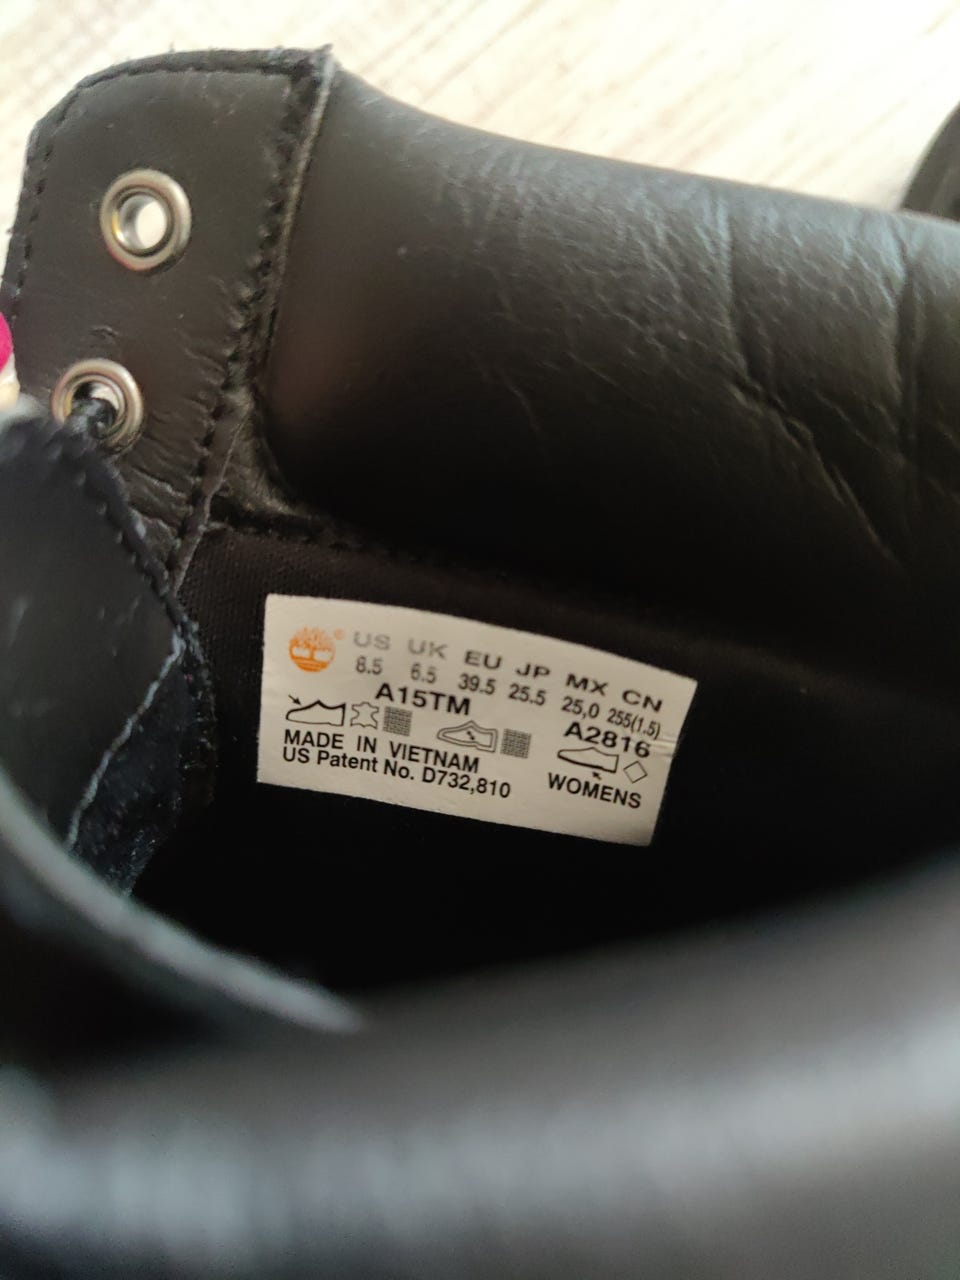 ® US UK EU JP MX CN
8.5 6.5 39.5 25.5 25,0 255(1.5)
A15TM A2816
MADE IN VIETNAM
US Patent No. D732,810
WOMENS